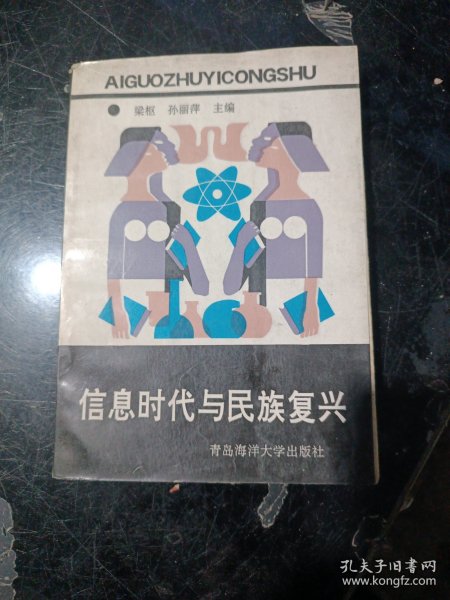 AIGUOZHUYICONGSHU
梁枢 孙丽萍 主编
信息时代与民族复兴
青岛海洋大学出版社
孔夫子旧书网
www.kongfz.com